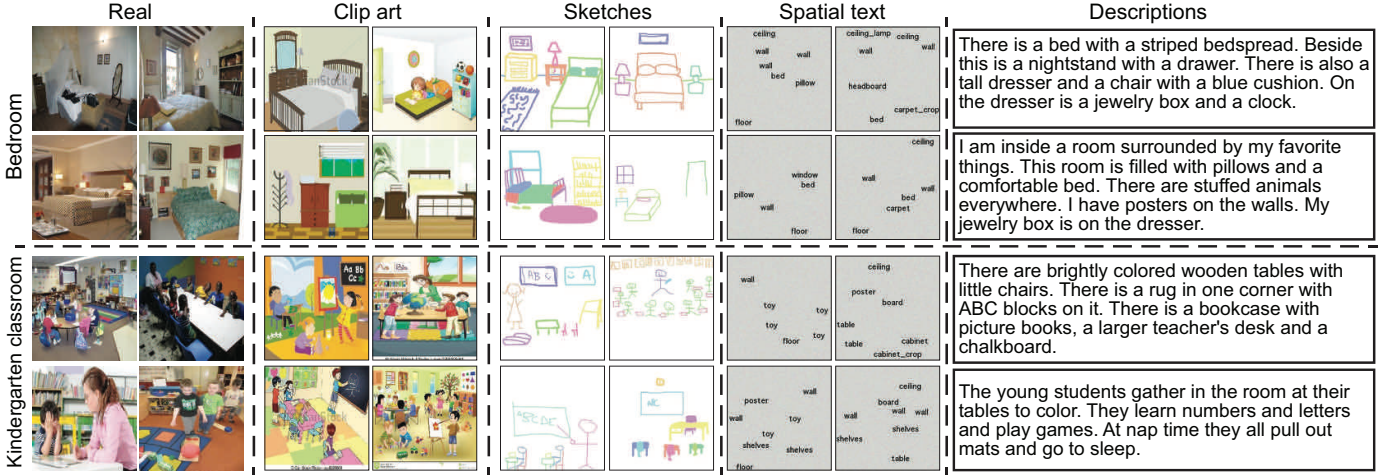 Real
Clip art
Sketches
Spatial text
Descriptions
Bedroom
ceiling
wall
wall
wall
bed
pillow
floor
ceiling_lamp
ceiling
wall
wall
headboard
carpet_crop
bed
There is a bed with a striped bedspread. Beside
this is a nightstand with a drawer. There is also a
tall dresser and a chair with a blue cushion. On
the dresser is a jewelry box and a clock.
window
bed
pillow
wall
floor
ceiling
wall
wall
bed
carpet
floor
I am inside a room surrounded by my favorite
things. This room is filled with pillows and a
comfortable bed. There are stuffed animals
everywhere. I have posters on the walls. My
jewelry box is on the dresser.
Kindergarten classroom
Aa Bb
Cc
AB
A
wall
toy
toy
toy
toy
floor
ceiling
poster
board
table
table
cabinet
cabinet_crop
There are brightly colored wooden tables with
little chairs. There is a rug in one corner with
ABC blocks on it. There is a bookcase with
picture books, a larger teacher's desk and a
chalkboard.
wall
poster
wall
toy
toy
shelves
shelves
floor
ceiling
board
wall
wall
wall
shelves
shelves
table
The young students gather in the room at their
tables to color. They learn numbers and letters
and play games. At nap time they all pull out
mats and go to sleep.